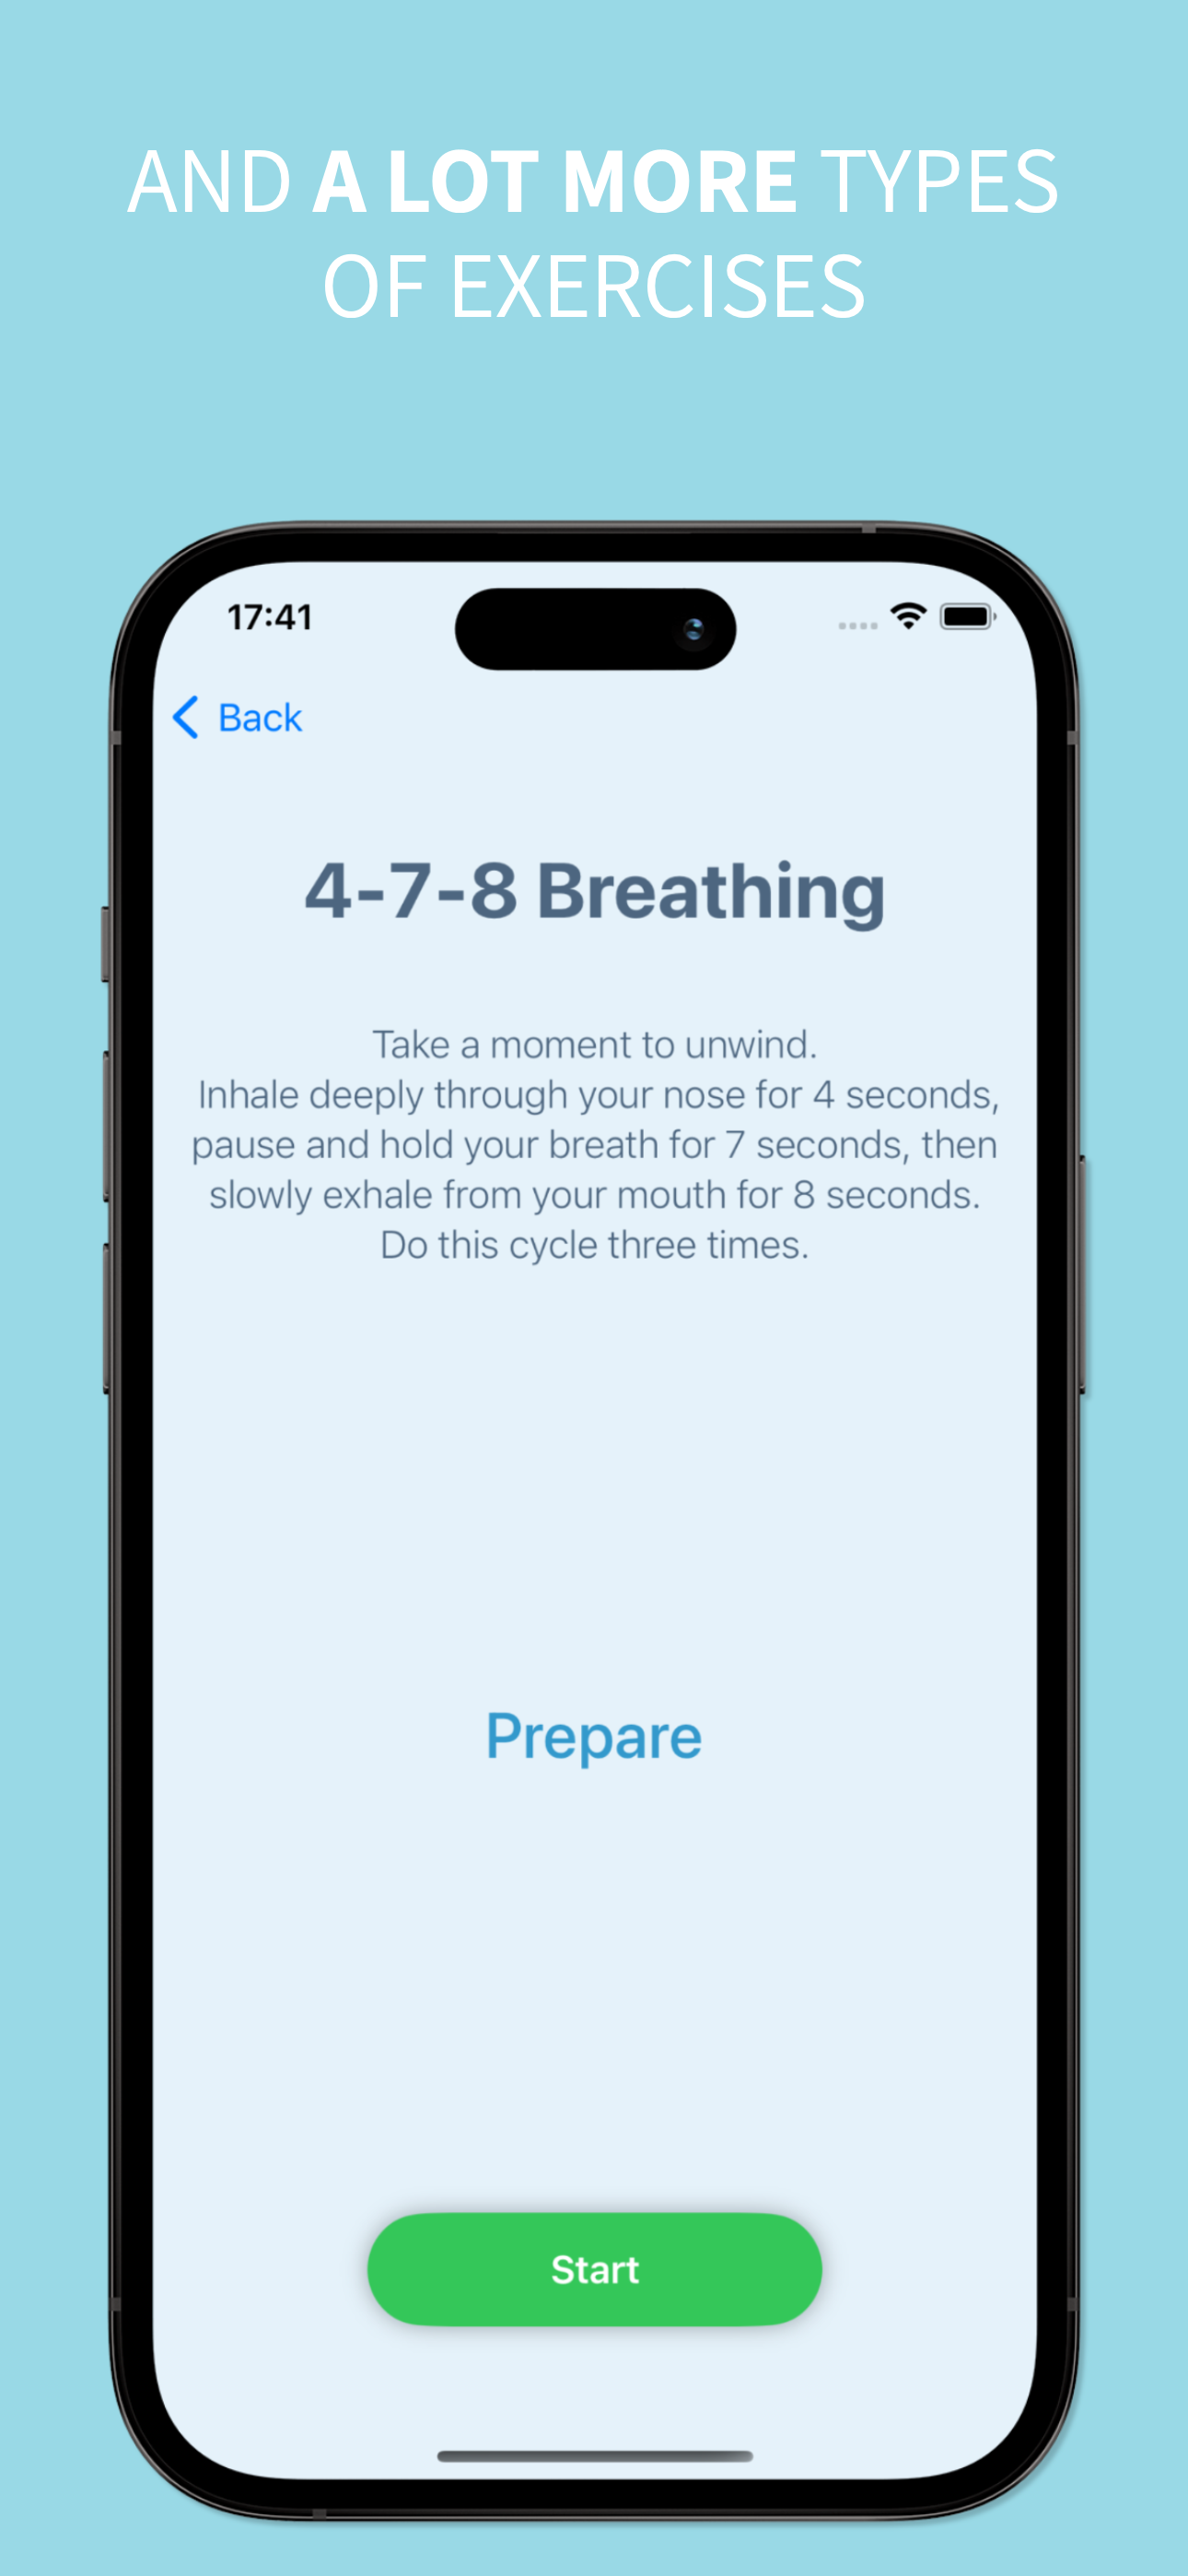 AND A LOT MORE TYPES
OF EXERCISES
17:41
Back
4-7-8 Breathing
Take a moment to unwind.
Inhale deeply through your nose for 4 seconds,
pause and hold your breath for 7 seconds, then
slowly exhale from your mouth for 8 seconds.
Do this cycle three times.
Prepare
Start